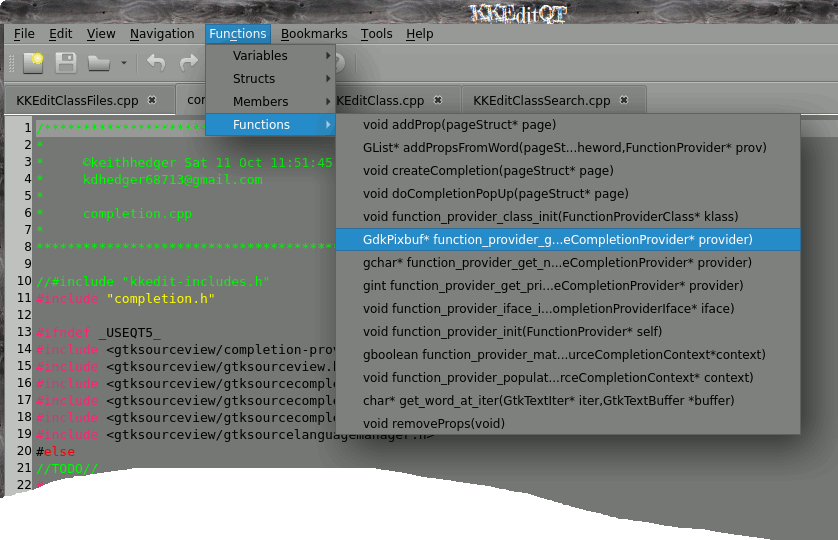 KKEditQT
File Edit View Navigation Functions Bookmarks Tools Help
Variables
Structs
Members
Functions
KKEditClassFiles.cpp
KEditClass.cpp
KKEditClassSearch.cpp
void addProp(pageStruct* page)
GList* addPropsFromWord(pageSt...heword,FunctionProvider* prov)
void createCompletion(pageStruct* page)
void doCompletionPopUp(pageStruct* page)
void function_provider_class_init(FunctionProviderClass* klass)
GdkPixbuf* function_provider_g...eCompletionProvider* provider)
gchar* function_provider_get_n...eCompletionProvider* provider)
gint function_provider_get_pri...eCompletionProvider* provider)
void function_provider_iface_i...ompletionProviderIface* iface)
void function_provider_init(FunctionProvider* self)
gboolean function_provider_mat...urceCompletionContext*context)
void function_provider_populat...rceCompletionContext* context)
char* get_word_at_iter(GtkTextIter* iter,GtkTextBuffer *buffer)
void removeProps(void)
1 /**************************
2 *
3 * ©keithhedger Sat 11 Oct 11:51:45
4 * kdhedger68713@gmail.com
5 *
6 * completion.cpp
7 *
8 **************************************
9
10 //#include "kkedit-includes.h"
11 #include "completion.h"
12
13 #ifndef _USEQT5_
14 #include <gtksourceview/completion-prov
15 #include <gtksourceview/gtksourceview.
16 #include <gtksourceview/gtksourcecomple
17 #include <gtksourceview/gtksourcecomple
18 #include <gtksourceview/gtksourcecomple
19 #include <gtksourceview/gtksourcelanguagemanager.h>
20 #else
21 //TODO//
22